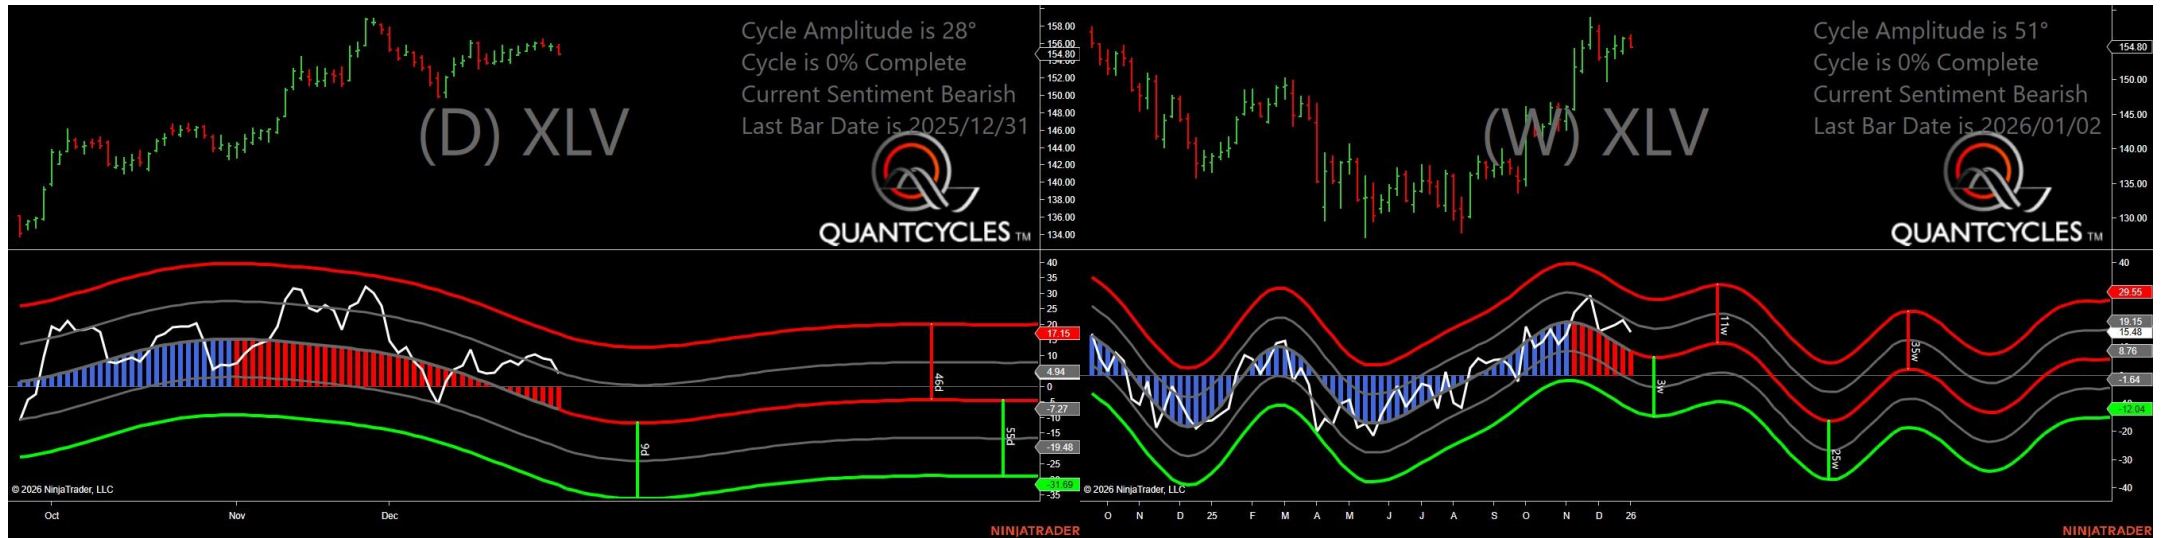 Cycle Amplitude is 28°
Cycle is 0% Complete
Current Sentiment Bearish
Last Bar Date is 2025/12/31
(D) XLV
QUANTCYCLES TM
158.00
156.00
154.80
152.00
150.00
148.00
146.00
144.00
142.00
140.00
138.00
136.00
134.00
40
35
30
25
20
17.15
10
4.94
0
-7.27
-10
-15
-19.48
-25
-31.69
-35
46d
9d
55d
© 2026 NinjaTrader, LLC
Oct Nov Dec
NINJATRADER
Cycle Amplitude is 51°
Cycle is 0% Complete
Current Sentiment Bearish
Last Bar Date is 2026/01/02
(W) XLV
QUANTCYCLES TM
154.80
150.00
145.00
140.00
135.00
130.00
40
29.55
19.15
15.48
8.76
-1.64
-12.04
-20
-30
-40
11w
35w
3w
25w
© 2026 NinjaTrader, LLC
O N D 25 F M A M J J A S O N D 26
NINJATRADER